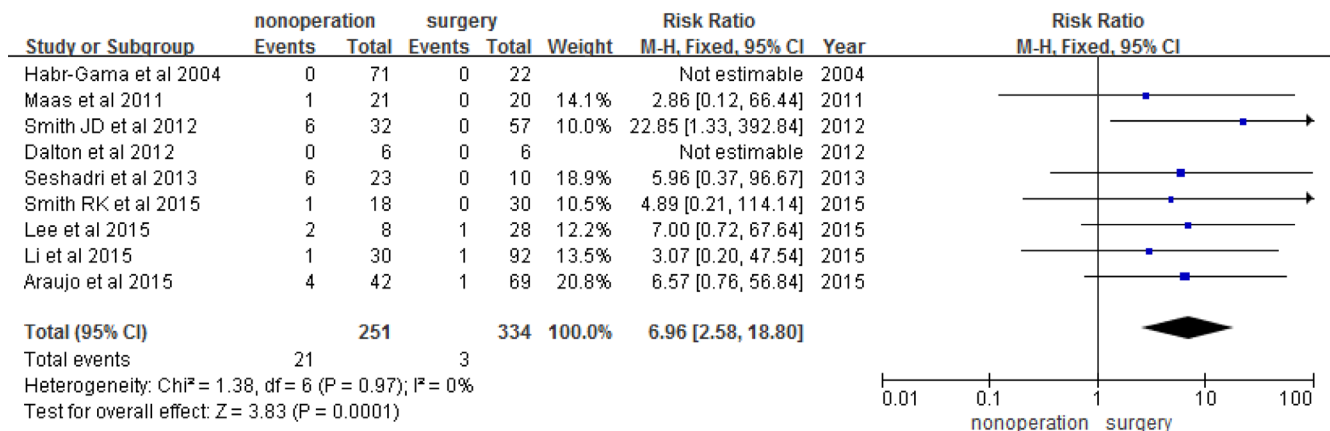 nonoperation surgery Risk Ratio Risk Ratio
Study or Subgroup Events Total Events Total Weight M-H, Fixed, 95% CI Year M-H, Fixed, 95% CI
Habr-Gama et al 2004 0 71 0 22 Not estimable 2004
Maas et al 2011 1 21 0 20 14.1% 2.86 [0.12, 66.44] 2011
Smith JD et al 2012 6 32 0 57 10.0% 22.85 [1.33, 392.84] 2012
Dalton et al 2012 0 6 0 6 Not estimable 2012
Seshadri et al 2013 6 23 0 10 18.9% 5.96 [0.37, 96.67] 2013
Smith RK et al 2015 1 18 0 30 10.5% 4.89 [0.21, 114.14] 2015
Lee et al 2015 2 8 1 28 12.2% 7.00 [0.72, 67.64] 2015
Li et al 2015 1 30 1 92 13.5% 3.07 [0.20, 47.54] 2015
Araujo et al 2015 4 42 1 69 20.8% 6.57 [0.76, 56.84] 2015
Total (95% CI) 251 334 100.0% 6.96 [2.58, 18.80]
Total events 21 3
Heterogeneity: Chi² = 1.38, df = 6 (P = 0.97); I² = 0%
Test for overall effect: Z = 3.83 (P = 0.0001)
0.01 0.1 1 10 100
nonoperation surgery